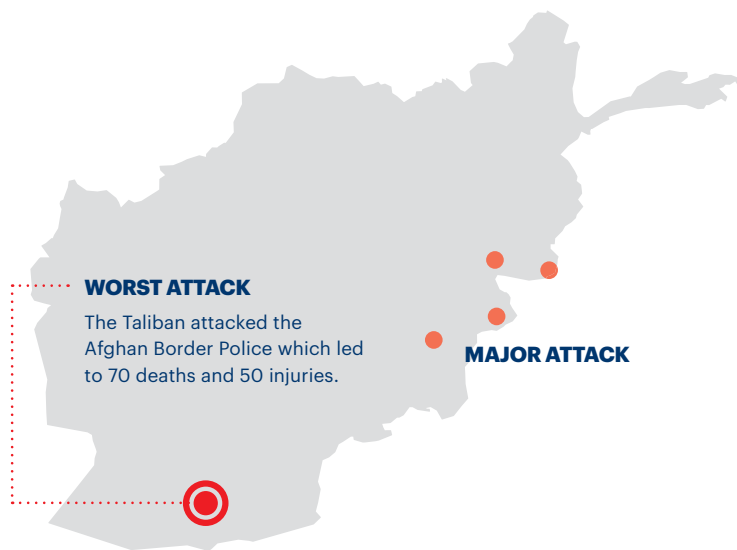 WORST ATTACK
The Taliban attacked the
Afghan Border Police which led
to 70 deaths and 50 injuries.
MAJOR ATTACK